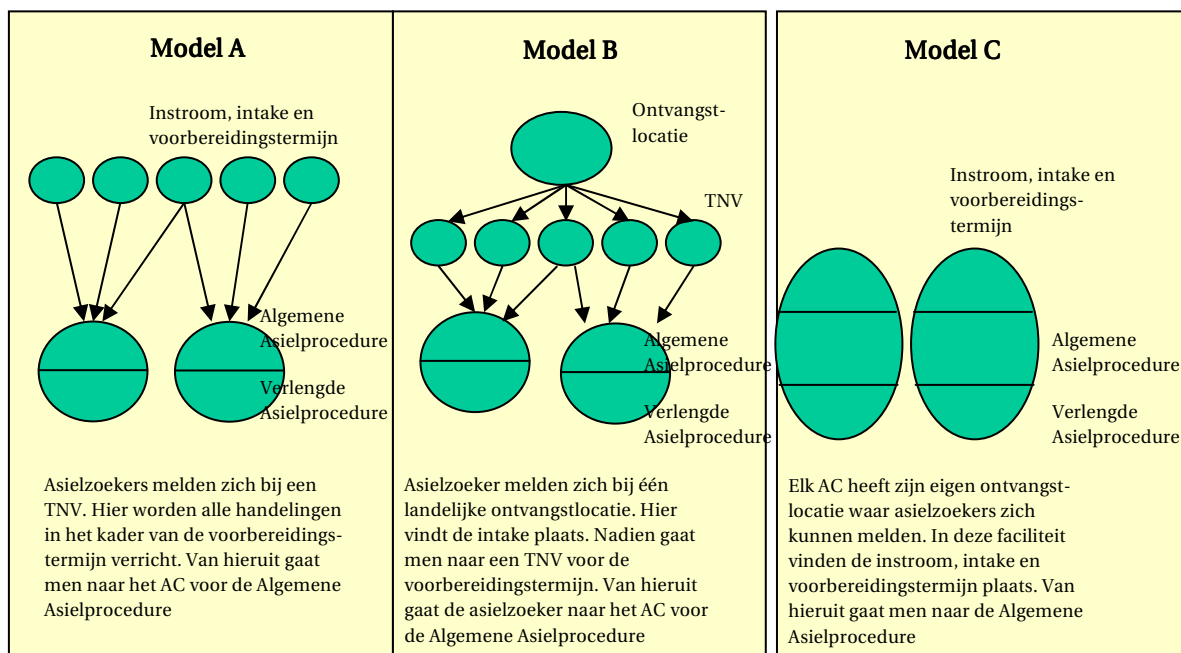 Model A
Instroom, intake en
voorbereidingstermijn
Algemene
Asielprocedure
Verlengde
Asielprocedure
Asielzoekers melden zich bij een
TNV. Hier worden alle handelingen
in het kader van de voorbereidings-
termijn verricht. Van hieruit gaat
men naar het AC voor de Algemene
Asielprocedure
Model B
Ontvangst-
locatie
TNV
Algemene
Asielprocedure
Verlengde
Asielprocedure
Asielzoeker melden zich bij één
landelijke ontvangstlocatie. Hier
vindt de intake plaats. Nadien gaat
men naar een TNV voor de
voorbereidingstermijn. Van hieruit
gaat de asielzoeker naar het AC voor
de Algemene Asielprocedure
Model C
Instroom, intake en
voorbereidings-
termijn
Algemene
Asielprocedure
Verlengde
Asielprocedure
Elk AC heeft zijn eigen ontvangst-
locatie waar asielzoekers zich
kunnen melden. In deze faciliteit
vinden de instroom, intake en
voorbereidingstermijn plaats. Van
hieruit gaat men naar de Algemene
Asielprocedure